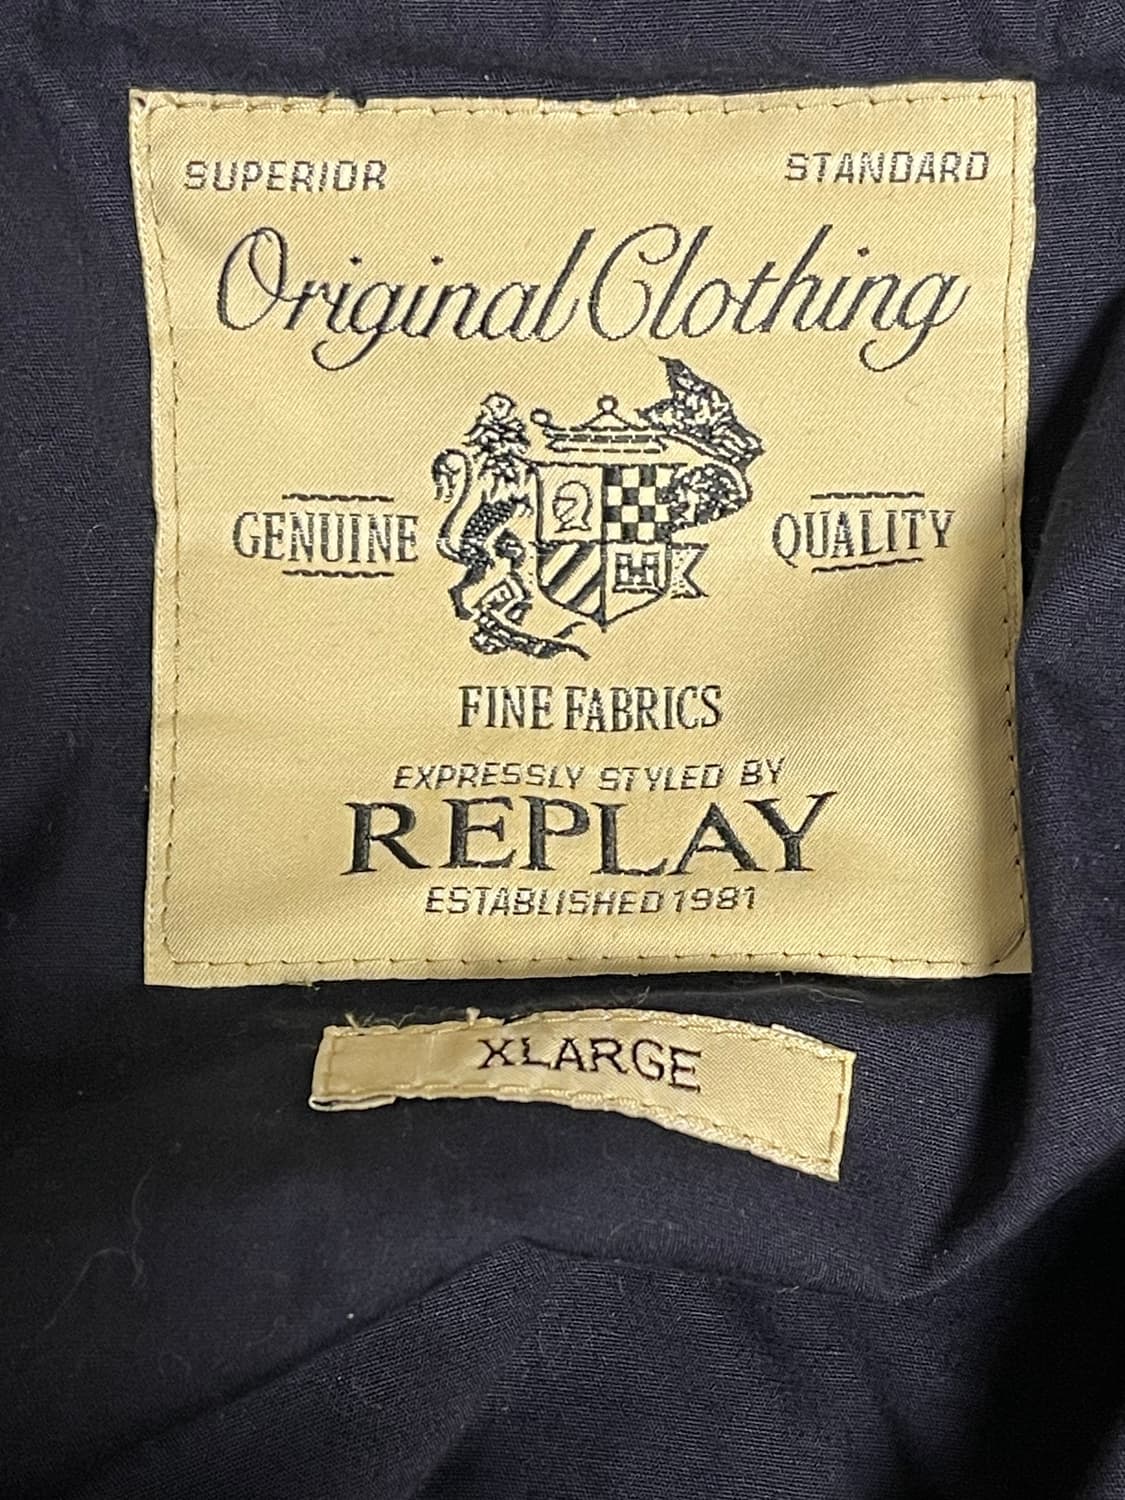 SUPERIOR STANDARD
Original Clothing
GENUINE QUALITY
FINE FABRICS
EXPRESSLY STYLED BY
REPLAY
ESTABLISHED 1981
XLARGE